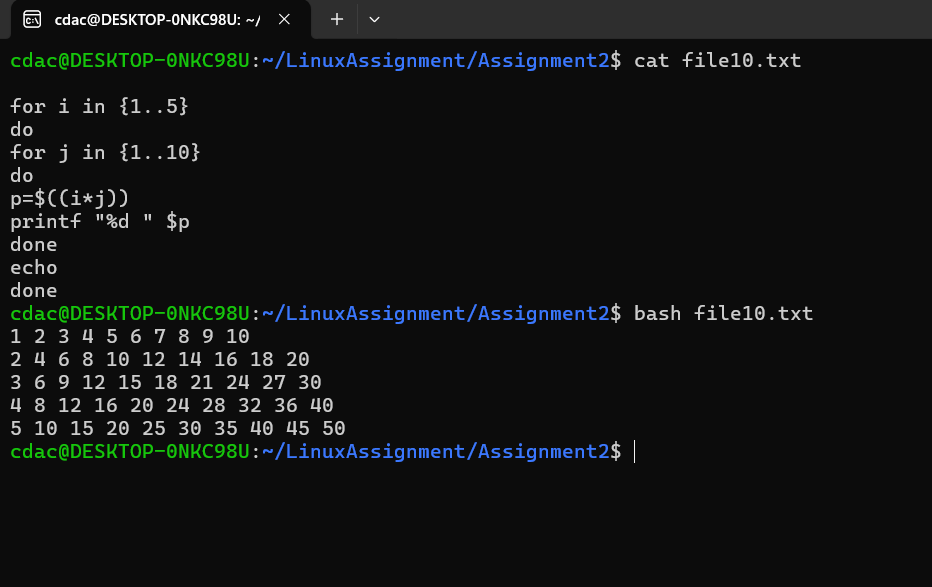 cdac@DESKTOP-0NKC98U: ~/
cdac@DESKTOP-0NKC98U:~/LinuxAssignment/Assignment2$ cat file10.txt
for i in {1..5}
do
for j in {1..10}
do
p=$((i*j))
printf "%d " $p
done
echo
done
cdac@DESKTOP-0NKC98U:~/LinuxAssignment/Assignment2$ bash file10.txt
1 2 3 4 5 6 7 8 9 10
2 4 6 8 10 12 14 16 18 20
3 6 9 12 15 18 21 24 27 30
4 8 12 16 20 24 28 32 36 40
5 10 15 20 25 30 35 40 45 50
cdac@DESKTOP-0NKC98U:~/LinuxAssignment/Assignment2$